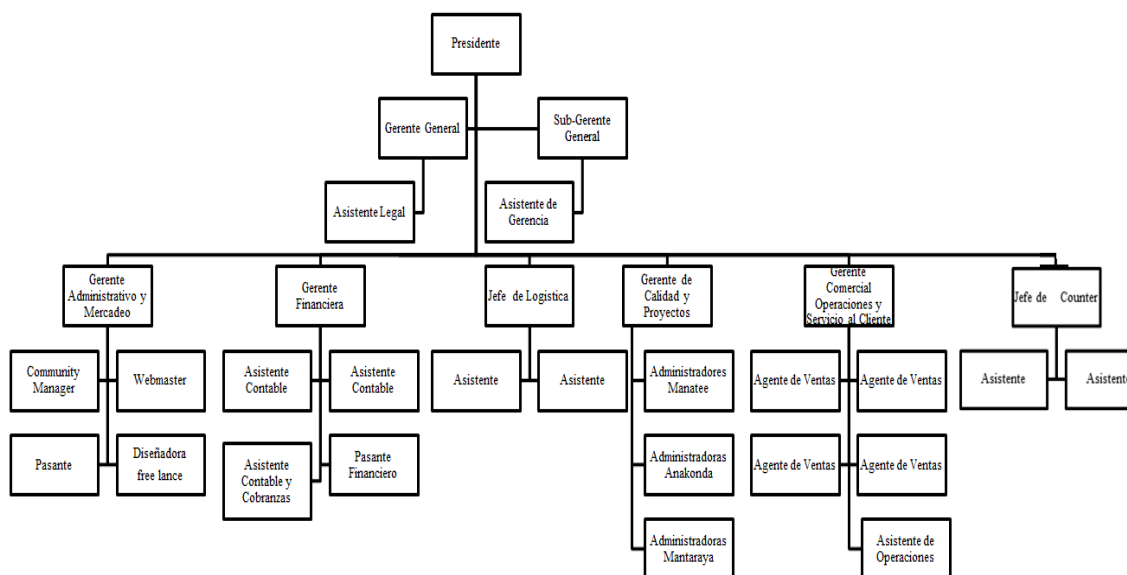 Presidente
Gerente General
Sub-Gerente
General
Asistente Legal
Asistente de
Gerencia
Gerente
Administrativo y
Mercadeo
Gerente
Financiera
Jefe de Logistica
Gerente de
Calidad y
Proyectos
Gerente
Comercial
Operaciones y
Servicio al Cliente
Jefe de Counter
Community
Manager
Webmaster
Asistente
Contable
Asistente
Contable
Asistente
Asistente
Administradores
Manatee
Agente de Ventas
Agente de Ventas
Asistente
Asistente
Pasante
Diseñadora
free lance
Asistente
Contable y
Cobranzas
Pasante
Financiero
Administradoras
Anakonda
Agente de Ventas
Agente de Ventas
Administradoras
Mantaraya
Asistente de
Operaciones